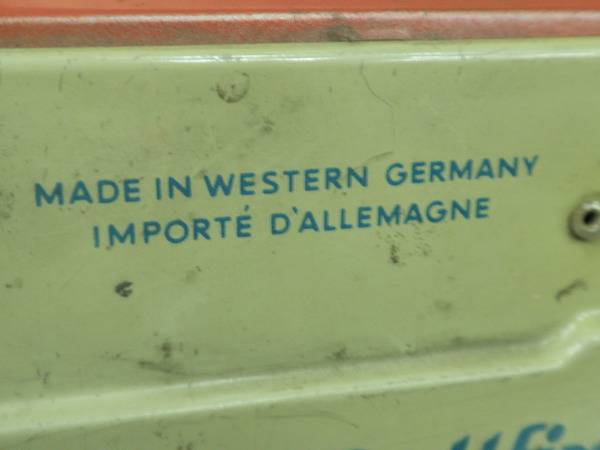 MADE IN WESTERN GERMANY
IMPORTÉ D'ALLEMAGNE